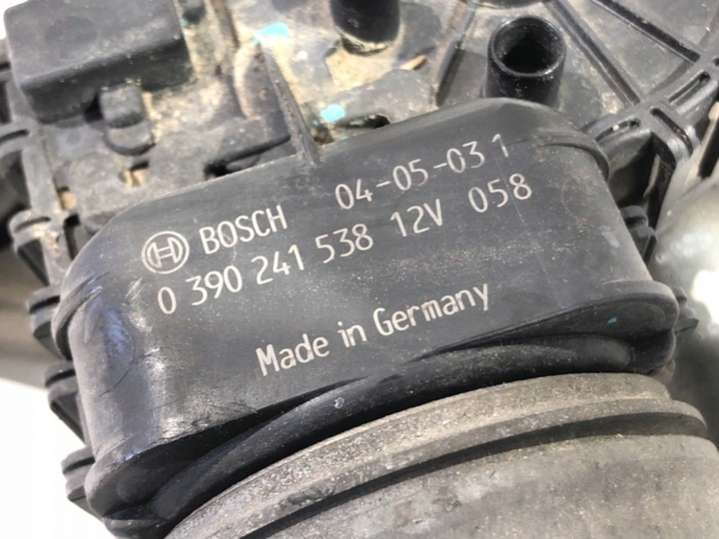 BOSCH 04-05-03 1
0 390 241 538 12V 058
Made in Germany